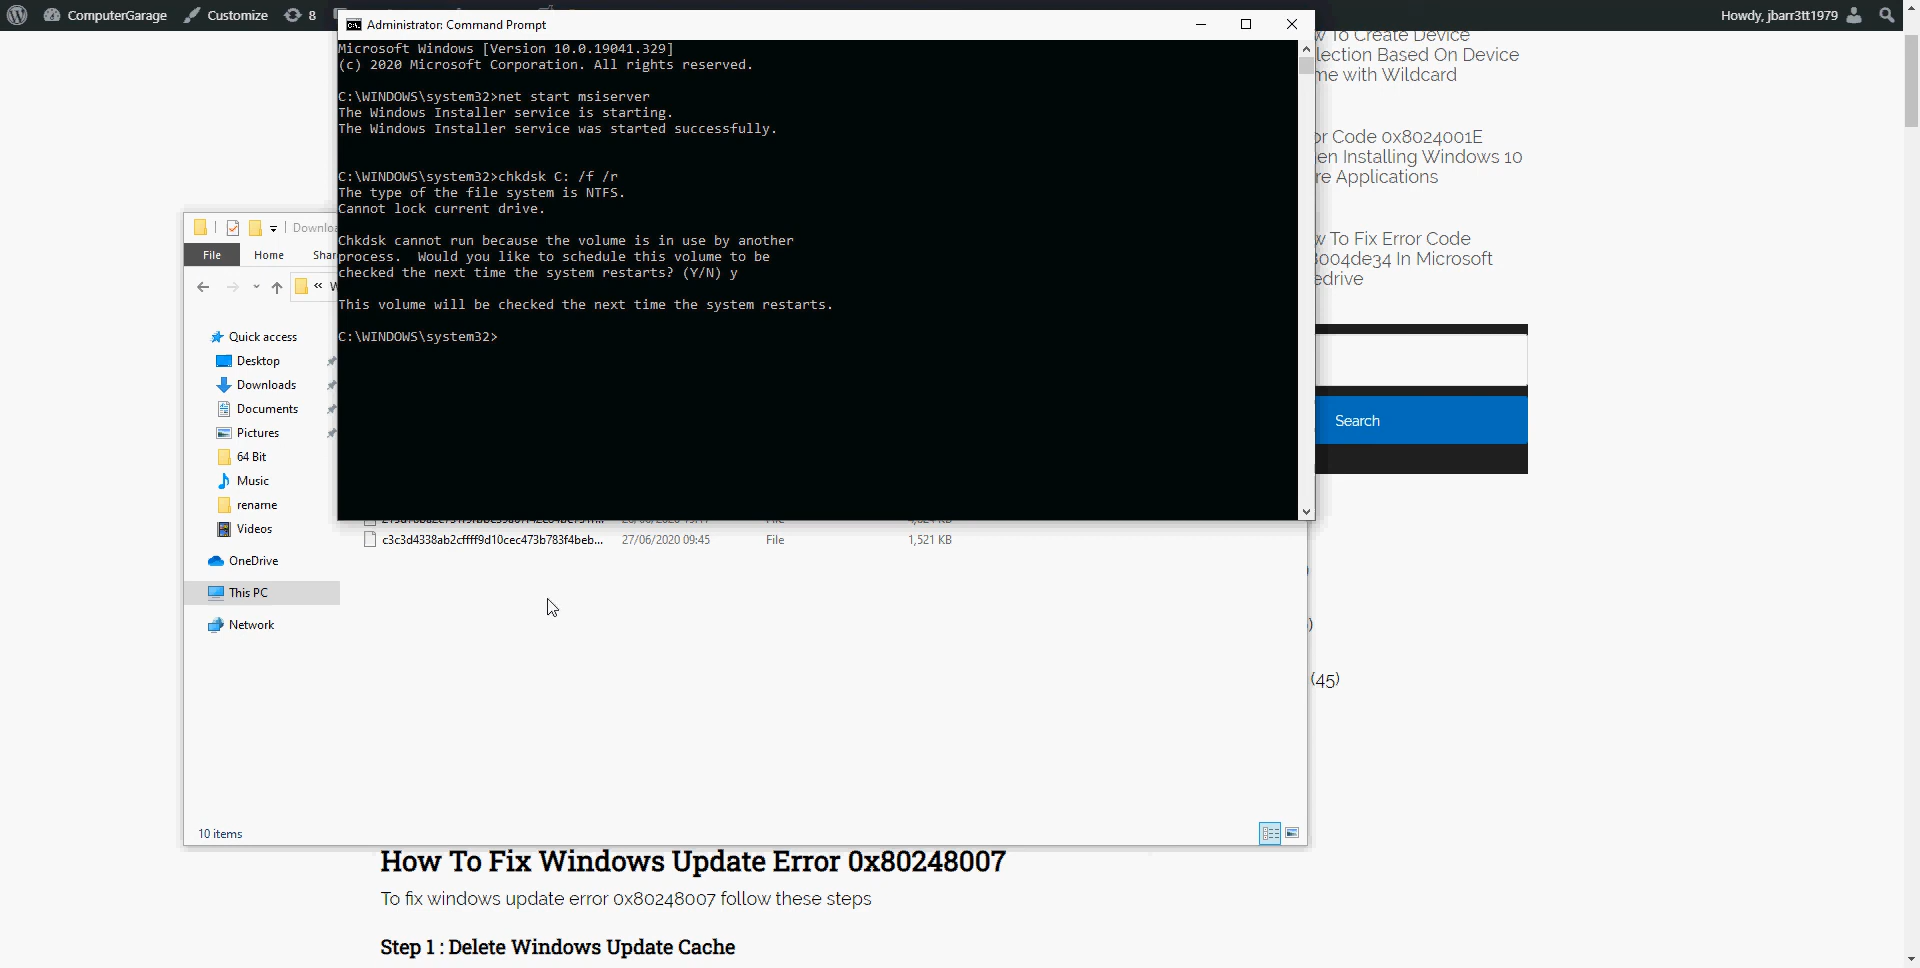 ComputerGarage Customize 8
Howdy, jbarr3tt1979
Administrator: Command Prompt
Microsoft Windows [Version 10.0.19041.329]
(c) 2020 Microsoft Corporation. All rights reserved.
C:\WINDOWS\system32>net start msiserver
The Windows Installer service is starting.
The Windows Installer service was started successfully.
C:\WINDOWS\system32>chkdsk C: /f /r
The type of the file system is NTFS.
Cannot lock current drive.
Chkdsk cannot run because the volume is in use by another
process.  Would you like to schedule this volume to be
checked the next time the system restarts? (Y/N) y
This volume will be checked the next time the system restarts.
C:\WINDOWS\system32>
To Create Device
lection Based On Device
me with Wildcard
or Code 0x8024001E
en Installing Windows 10
re Applications
w To Fix Error Code
8004de34 In Microsoft
edrive
Search
(45)
Downloa
File Home Shar
« W
Quick access
Desktop
Downloads
Documents
Pictures
64 Bit
Music
rename
Videos
OneDrive
This PC
Network
c3c3d4338ab2cffff9d10cec473b783f4beb... 27/06/2020 09:45 File 1,521 KB
10 items
How To Fix Windows Update Error 0x80248007
To fix windows update error 0x80248007 follow these steps
Step 1 : Delete Windows Update Cache